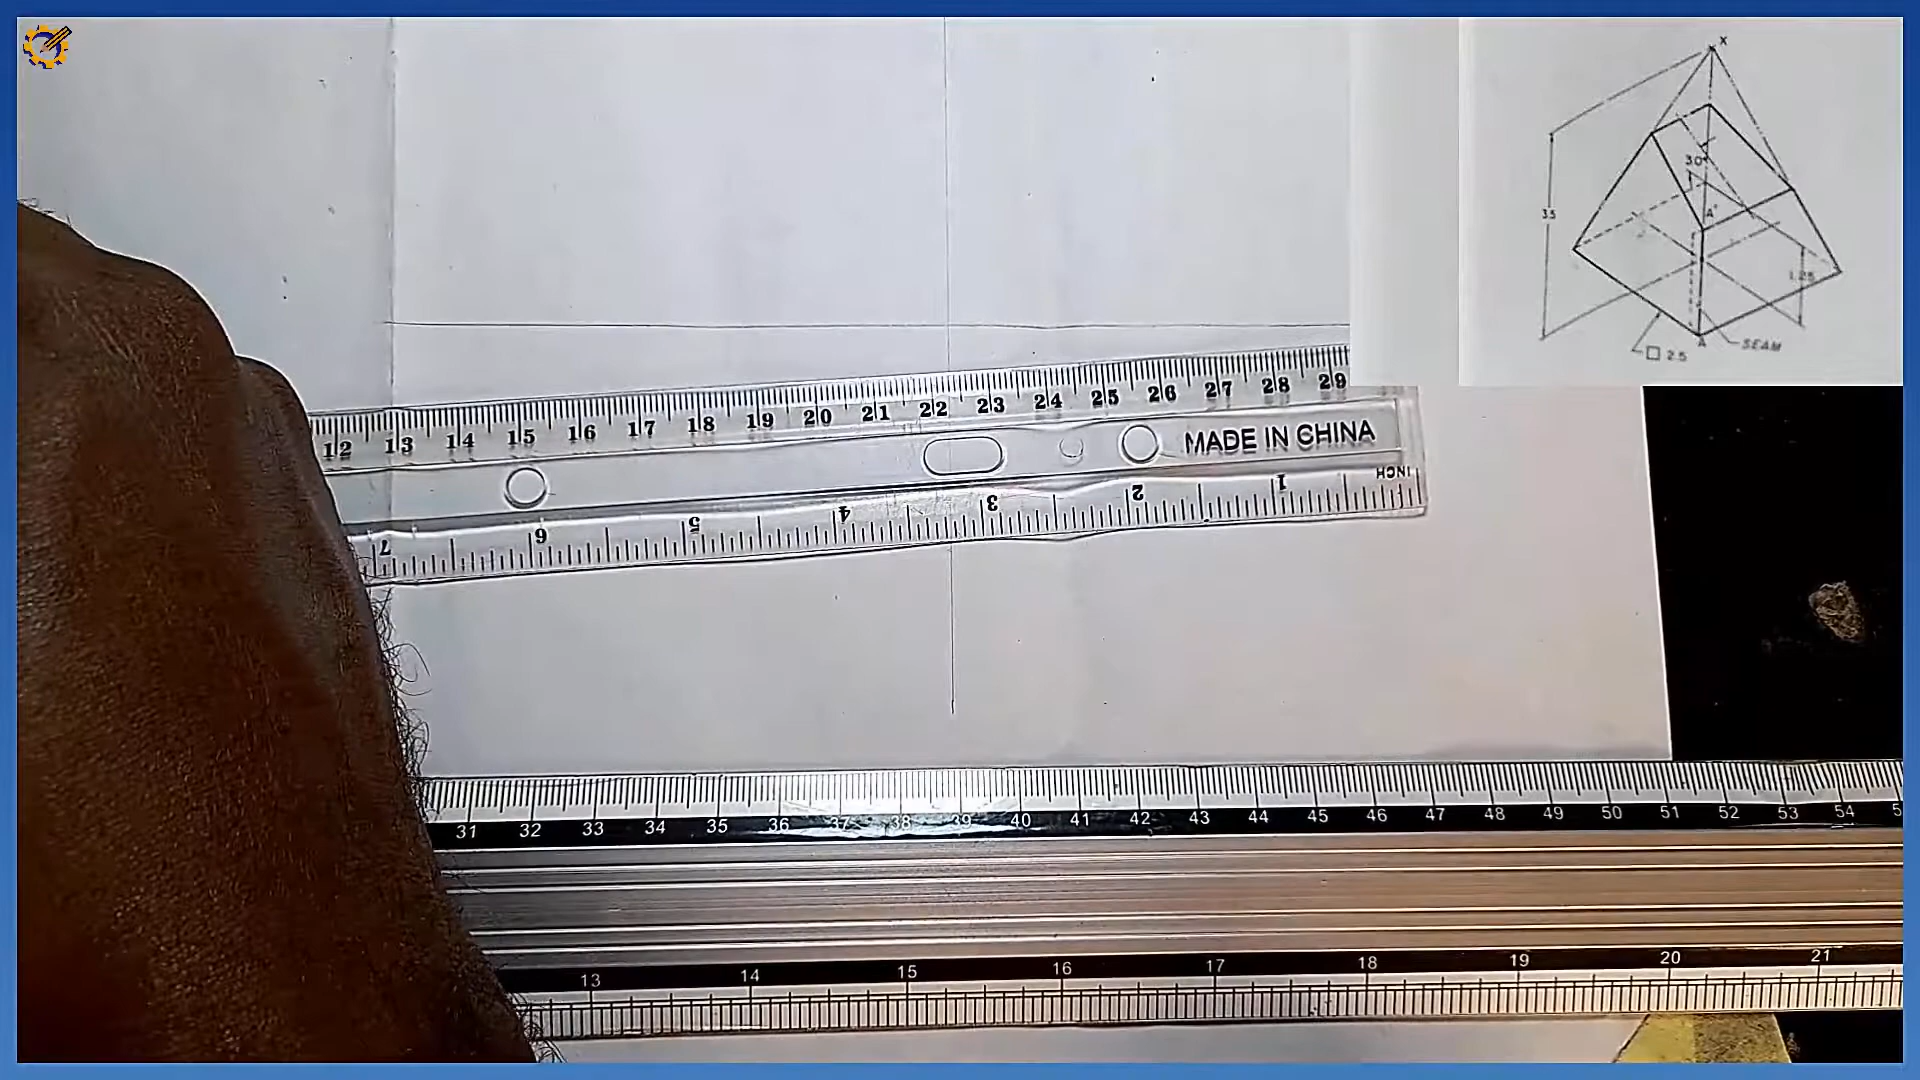 X
30°
A'
3.5
1.25
A
SEAM
2.5
12 13 14 15 16 17 18 19 20 21 22 23 24 25 26 27 28 29
MADE IN CHINA
INCH
7 6 5 4 3 2 1
31 32 33 34 35 36 37 38 39 40 41 42 43 44 45 46 47 48 49 50 51 52 53 54
13 14 15 16 17 18 19 20 21